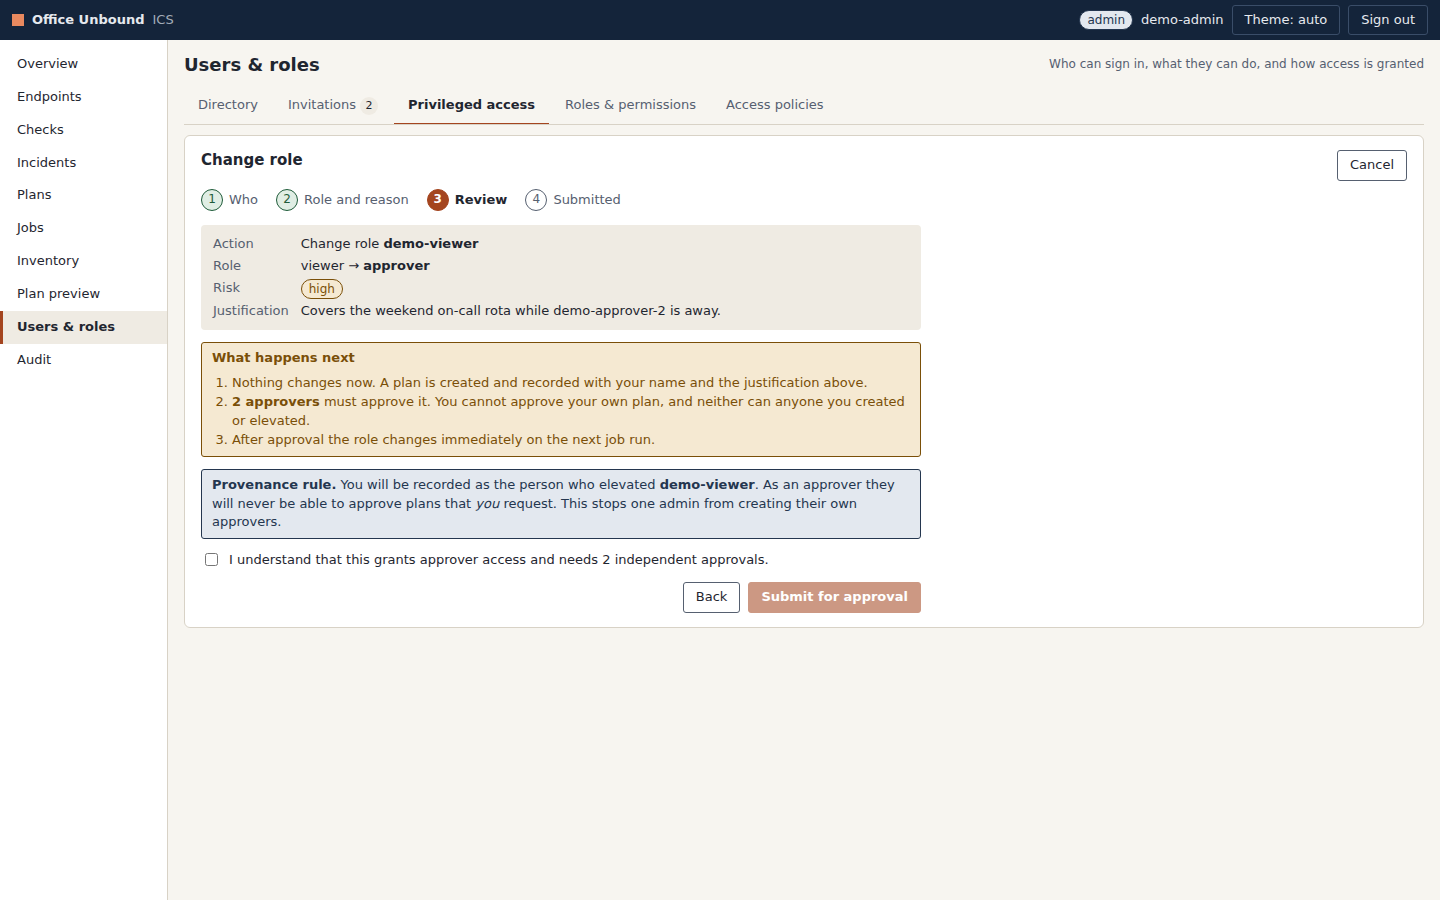 Office Unbound ICS
admin demo-admin Theme: auto Sign out
Overview
Endpoints
Checks
Incidents
Plans
Jobs
Inventory
Plan preview
Users & roles
Audit
Users & roles
Who can sign in, what they can do, and how access is granted
Directory Invitations 2 Privileged access Roles & permissions Access policies
Change role
Cancel
1 Who 2 Role and reason 3 Review 4 Submitted
Action Change role demo-viewer
Role viewer → approver
Risk high
Justification Covers the weekend on-call rota while demo-approver-2 is away.
What happens next
1. Nothing changes now. A plan is created and recorded with your name and the justification above.
2. 2 approvers must approve it. You cannot approve your own plan, and neither can anyone you created
or elevated.
3. After approval the role changes immediately on the next job run.
Provenance rule. You will be recorded as the person who elevated demo-viewer. As an approver they
will never be able to approve plans that you request. This stops one admin from creating their own
approvers.
I understand that this grants approver access and needs 2 independent approvals.
Back Submit for approval